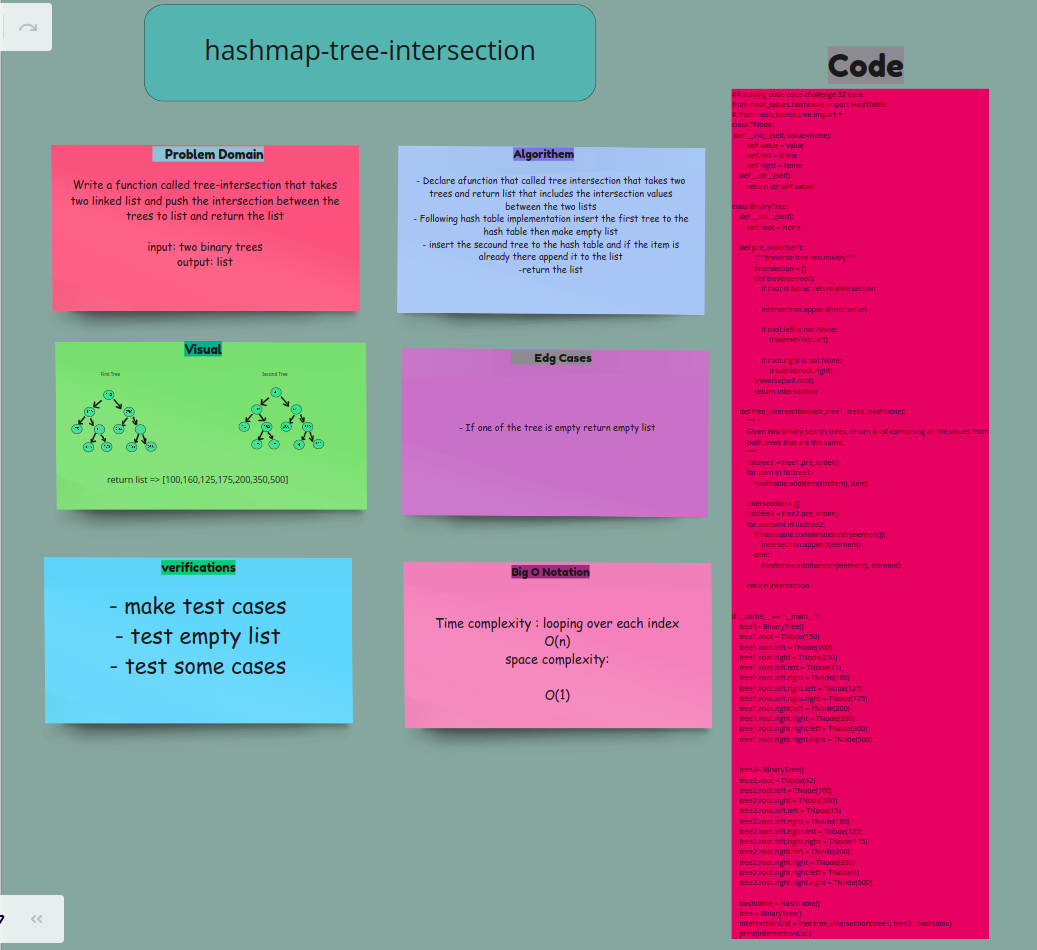 hashmap-tree-intersection
Problem Domain
Write a function called tree-intersection that takes
two linked list and push the intersection between the
trees to list and return the list
input: two binary trees
output: list
Algorithem
- Declare afunction that called tree intersection that takes two
trees and return list that includes the intersection values
between the two lists
- Following hash table implementation insert the first tree to the
hash table then make empty list
- insert the secound tree to the hash table and if the item is
already there append it to the list
-return the list
Visual
First Tree
Second Tree
return list => [100,160,125,175,200,350,500]
Edg Cases
- If one of the tree is empty return empty list
verifications
- make test cases
- test empty list
- test some cases
Big O Notation
Time complexity : looping over each index
O(n)
space complexity:
O(1)
Code
## solving code code challenge 32 here
from hash_tables.hashtable import HashTable
# from hash_tables.tree import *
class TNode:
def __init__(self, value=None):
self.value = value
self.left = None
self.right = None
def __str__(self):
return str(self.value)
class BinaryTree:
def __init__(self):
self.root = None
def pre_order(self):
"""traverse tree recursively"""
intersection = []
def traverse(root):
if root is None: return intersection
intersection.append(root.value)
if root.left is not None:
traverse(root.left)
if root.right is not None:
traverse(root.right)
traverse(self.root)
return intersection
def tree_intersection(self,tree1, tree2 ,hashtable):
"""
Given two binary search trees, return a list containing all the values from
both trees that are the same.
"""
listtree1 = tree1.pre_order()
for item in listtree1:
hashtable.additem(str(item), item)
intersection = []
listtree2 = tree2.pre_order()
for element in listtree2:
if hashtable.containsitem(str(element)):
intersection.append(element)
else:
hashtable.additem(str(element), element)
return intersection
if __name__ == "__main__":
tree1= BinaryTree()
tree1.root = TNode(150)
tree1.root.left = TNode(100)
tree1.root.right = TNode(250)
tree1.root.left.left = TNode(75)
tree1.root.left.right = TNode(160)
tree1.root.left.right.left = TNode(125)
tree1.root.left.right.right = TNode(175)
tree1.root.right.left = TNode(200)
tree1.root.right.right = TNode(350)
tree1.root.right.right.left = TNode(300)
tree1.root.right.right.right = TNode(500)
tree2= BinaryTree()
tree2.root = TNode(42)
tree2.root.left = TNode(100)
tree2.root.right = TNode(600)
tree2.root.left.left = TNode(15)
tree2.root.left.right = TNode(160)
tree2.root.left.right.left = TNode(125)
tree2.root.left.right.right = TNode(175)
tree2.root.right.left = TNode(200)
tree2.root.right.right = TNode(350)
tree2.root.right.right.left = TNode(4)
tree2.root.right.right.right = TNode(500)
hashtable = HashTable()
tree = BinaryTree()
intersectionList = tree.tree_intersection(tree1, tree2 , hashtable)
print(intersectionList)